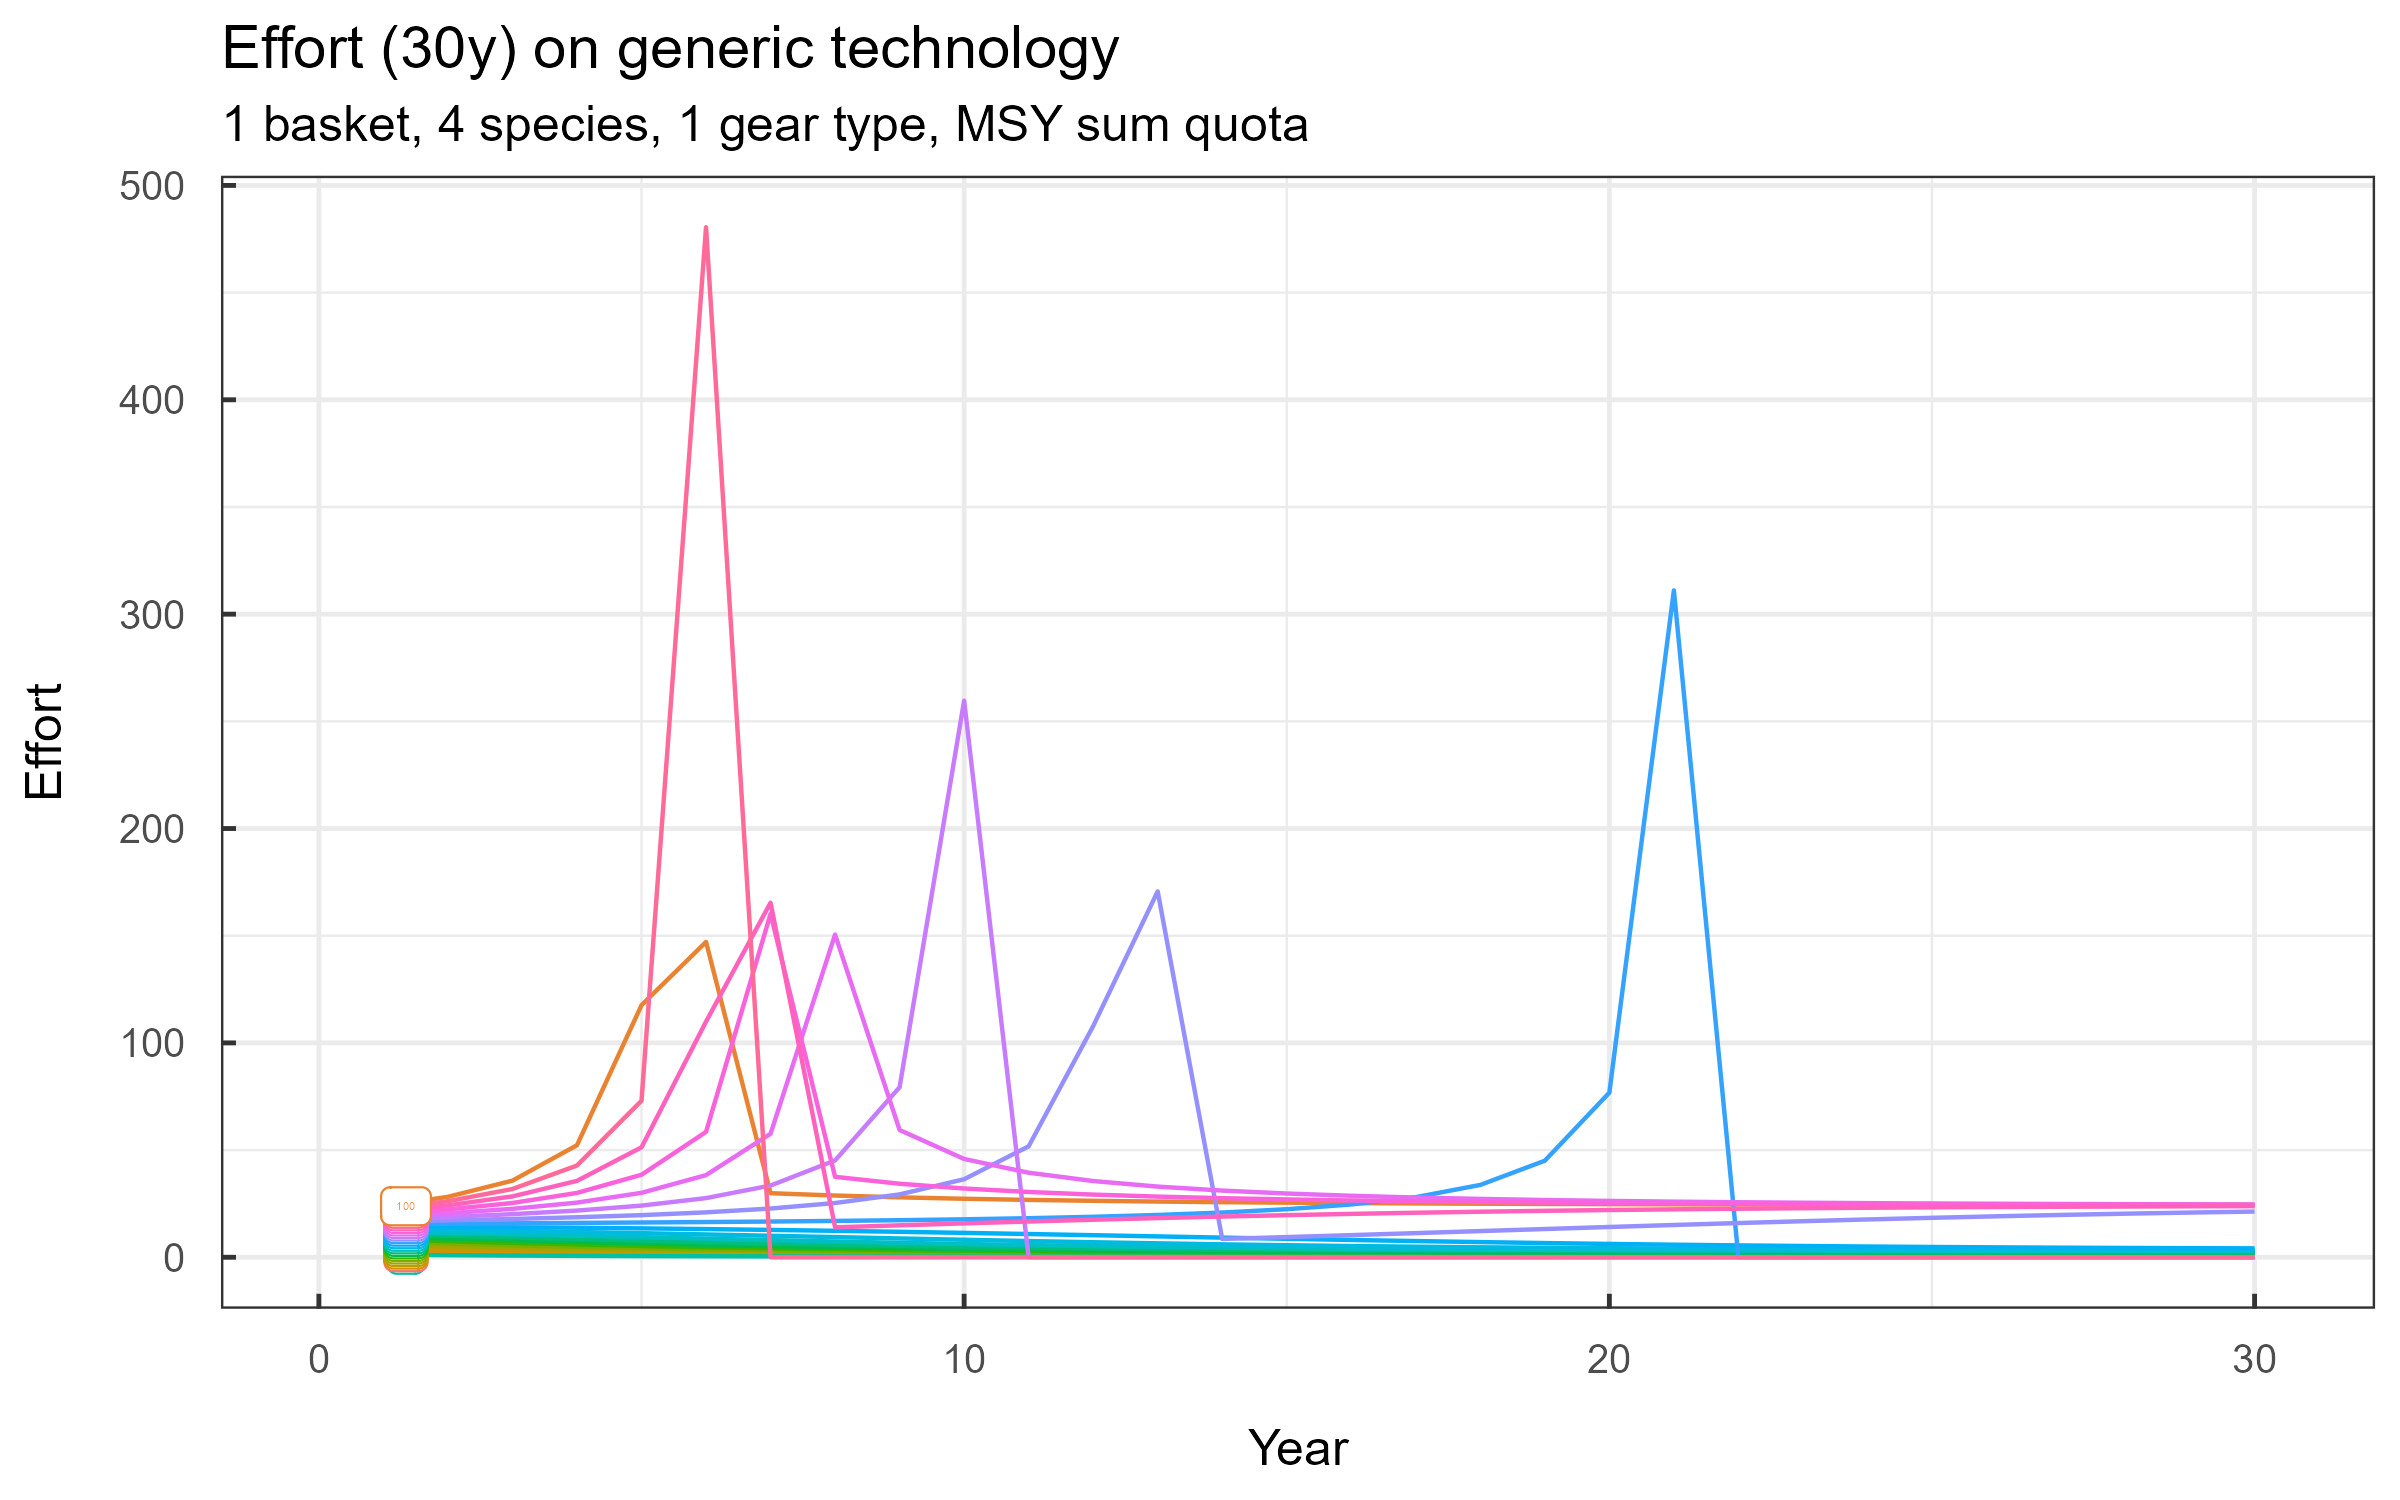 Effort (30y) on generic technology
1 basket, 4 species, 1 gear type, MSY sum quota
500
400
300
200
100
0
Effort
100
0 10 20 30
Year